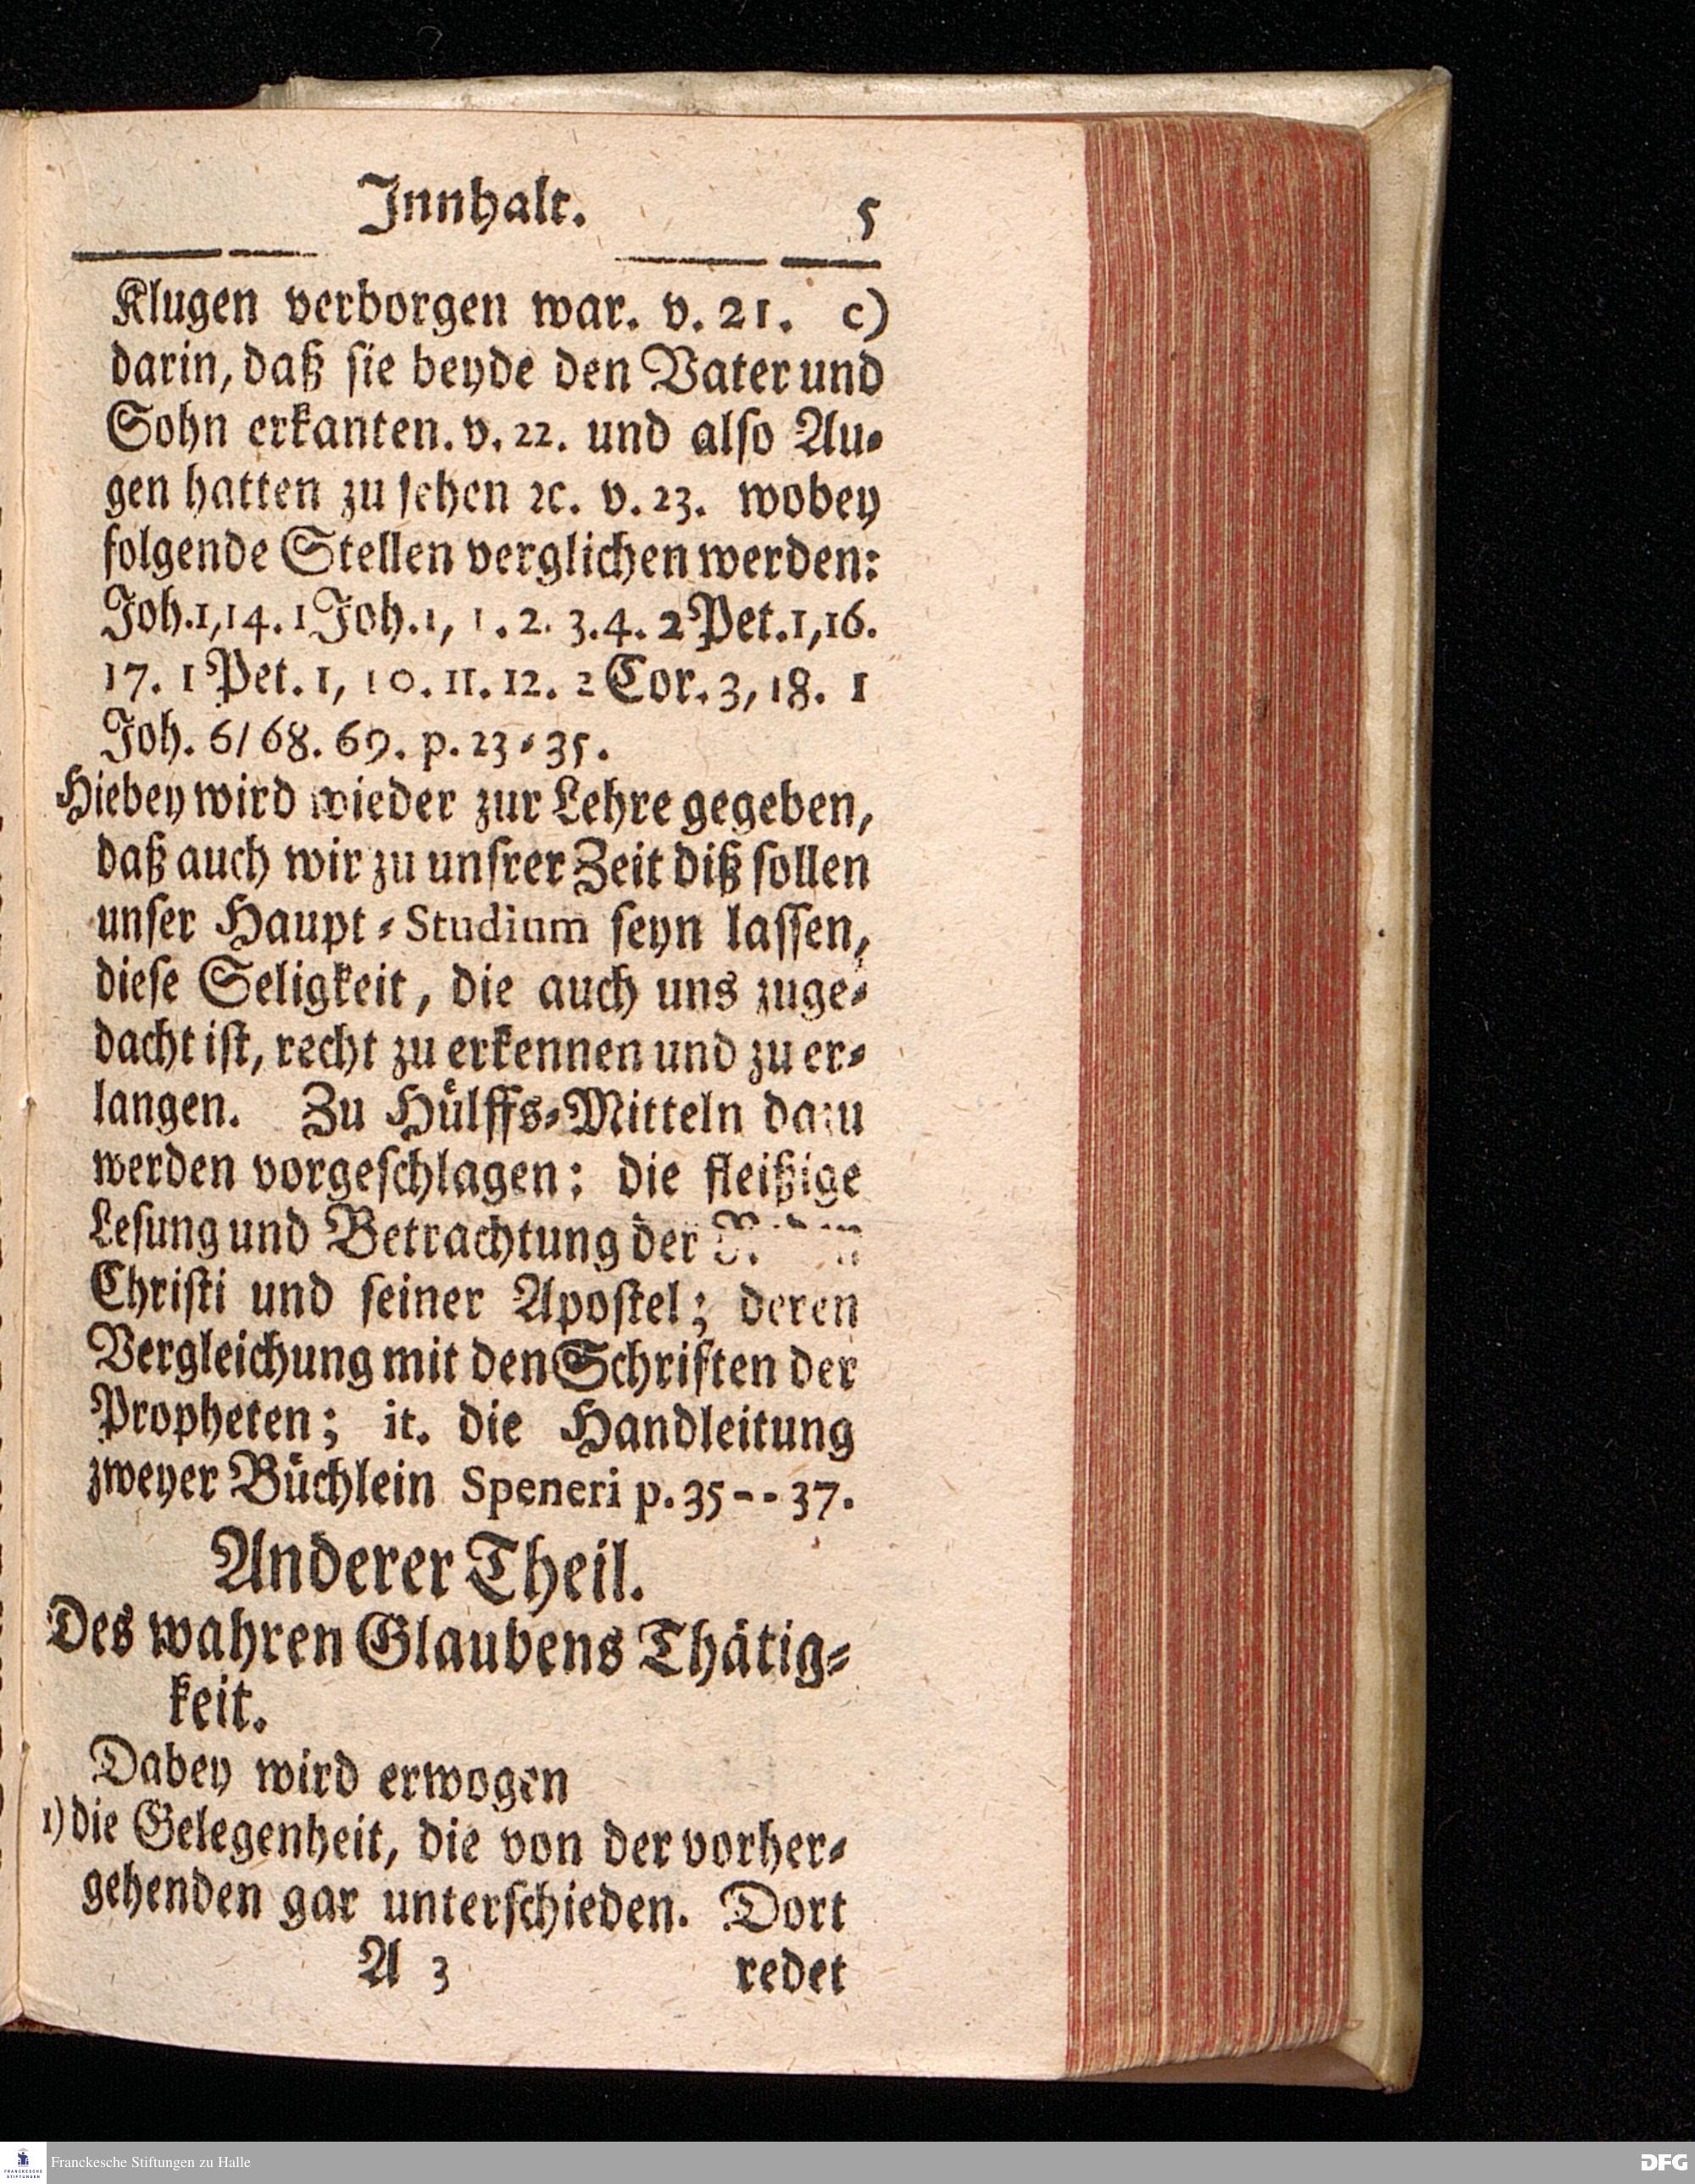 Innhalt. 5
Klugen verborgen war. v. 21. c)
darin, daß sie beyde den Vater und
Sohn erkanten. v. 22. und also Au-
gen hatten zu sehen ꝛc. v. 23. wobey
folgende Stellen verglichen werden:
Joh. 1, 14. 1 Joh. 1, 1. 2. 3. 4. 2 Pet. 1, 16.
17. 1 Pet. 1, 10. 11. 12. 2 Cor. 3, 18. 1
Joh. 6/ 68. 69. p. 23-35.
Hiebey wird wieder zur Lehre gegeben,
daß auch wir zu unsrer Zeit diß sollen
unser Haupt-Studium seyn lassen,
diese Seligkeit, die auch uns zuge-
dacht ist, recht zu erkennen und zu er-
langen. Zu Hülffs-Mitteln dazu
werden vorgeschlagen: die fleißige
Lesung und Betrachtung der
Christi und seiner Apostel; deren
Vergleichung mit den Schriften der
Propheten; it. die Handleitung
zweyer Büchlein Speneri p. 35--37.
Anderer Theil.
Des wahren Glaubens Thätig-
keit.
Dabey wird erwogen
1) die Gelegenheit, die von der vorher-
gehenden gar unterschieden. Dort
A 3 redet
Franckesche Stiftungen zu Halle
DFG